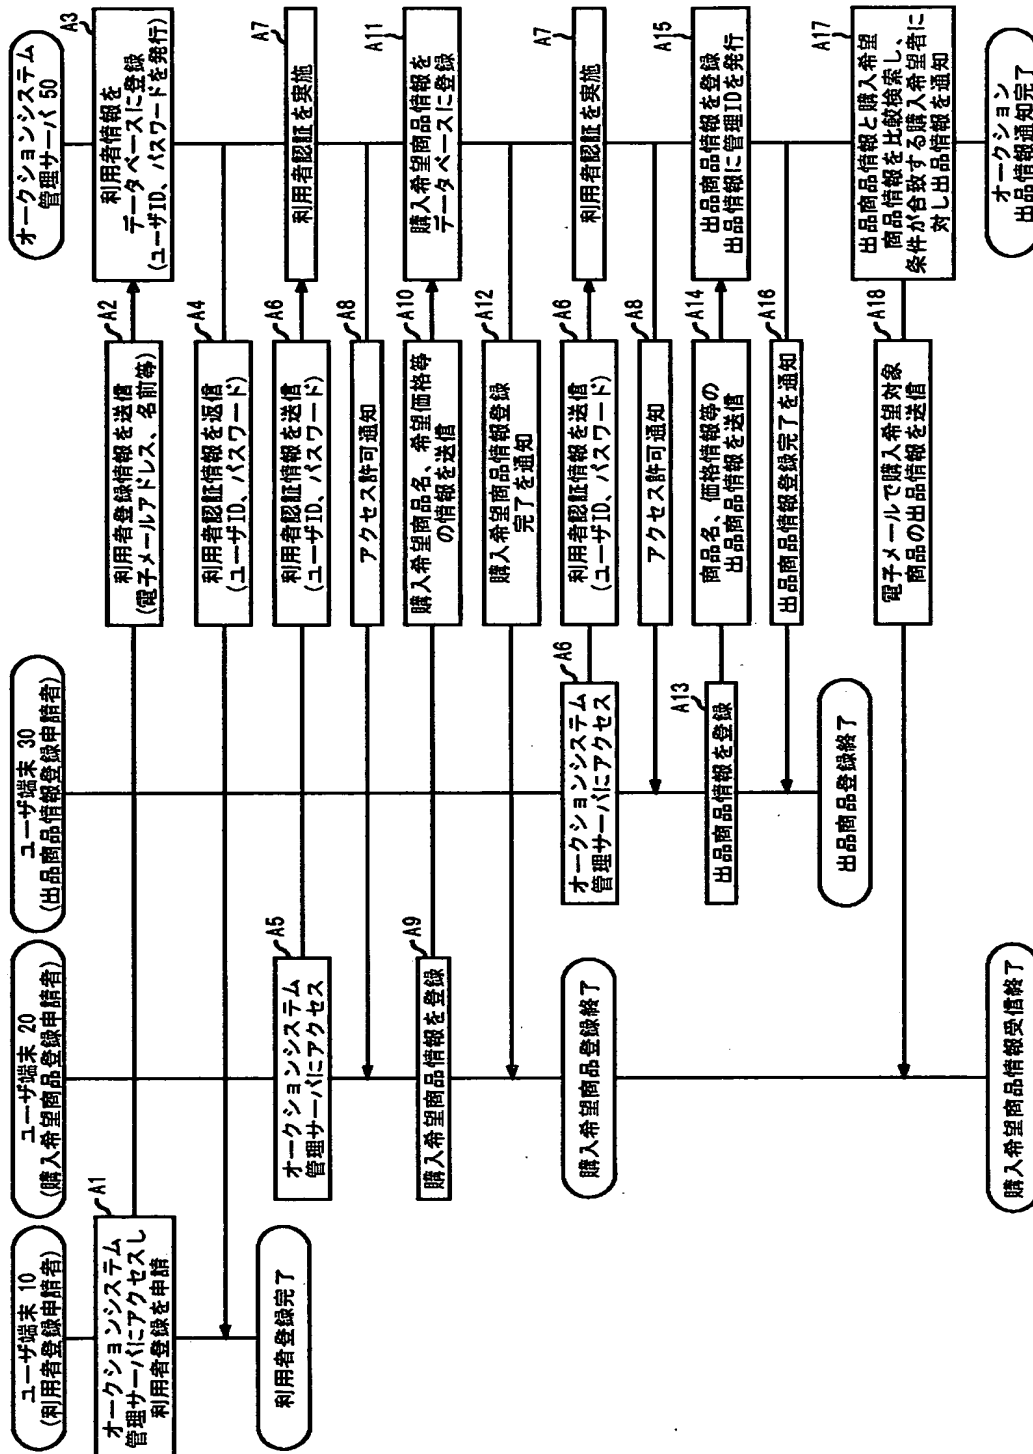 ユーザ端末 10
(利用者登録申請者)
ユーザ端末 20
(購入希望商品登録申請者)
ユーザ端末 30
(出品商品情報登録申請者)
オークションシステム
管理サーバ 50
A1
オークションシステム
管理サーバにアクセスし
利用者登録を申請
A2
利用者登録情報を送信
(電子メールアドレス、名前等)
A3
利用者情報を
データベースに登録
(ユーザID、パスワードを発行)
A4
利用者認証情報を返信
(ユーザID、パスワード)
利用者登録完了
A5
オークションシステム
管理サーバにアクセス
A6
利用者認証情報を送信
(ユーザID、パスワード)
A7
利用者認証を実施
A8
アクセス許可通知
A9
購入希望商品情報を登録
A10
購入希望商品名、希望価格等
の情報を送信
A11
購入希望商品情報を
データベースに登録
A12
購入希望商品情報登録
完了を通知
購入希望商品登録終了
A6
オークションシステム
管理サーバにアクセス
A6
利用者認証情報を送信
(ユーザID、パスワード)
A7
利用者認証を実施
A8
アクセス許可通知
A13
出品商品情報を登録
A14
商品名、価格情報等の
出品商品情報を送信
A15
出品商品情報を登録
出品情報に管理IDを発行
A16
出品商品情報登録完了を通知
出品商品登録終了
A17
出品商品情報と購入希望
商品情報を比較検索し、
条件が合致する購入希望者に
対し出品情報を通知
A18
電子メールで購入希望対象
商品の出品情報を送信
購入希望商品情報受信終了
オークション
出品情報通知完了